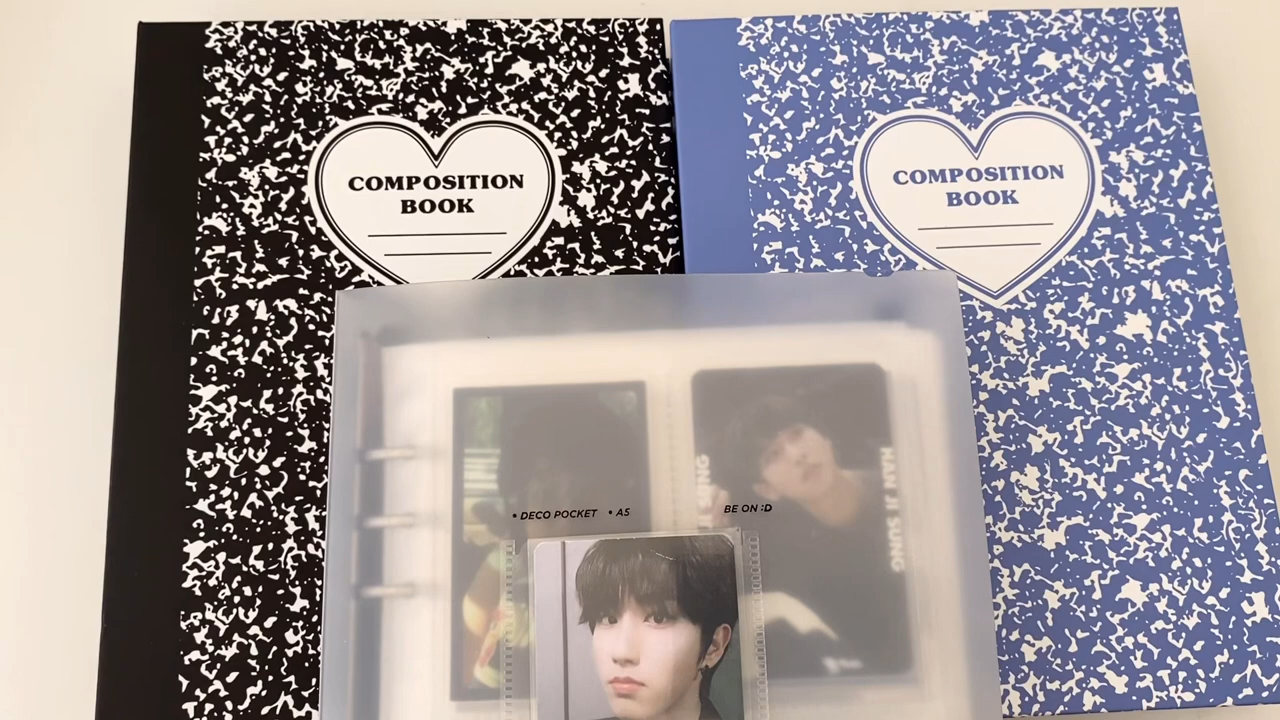 COMPOSITION
BOOK
COMPOSITION
BOOK
• DECO POCKET • A5
BE ON :D
HAN JI SUNG